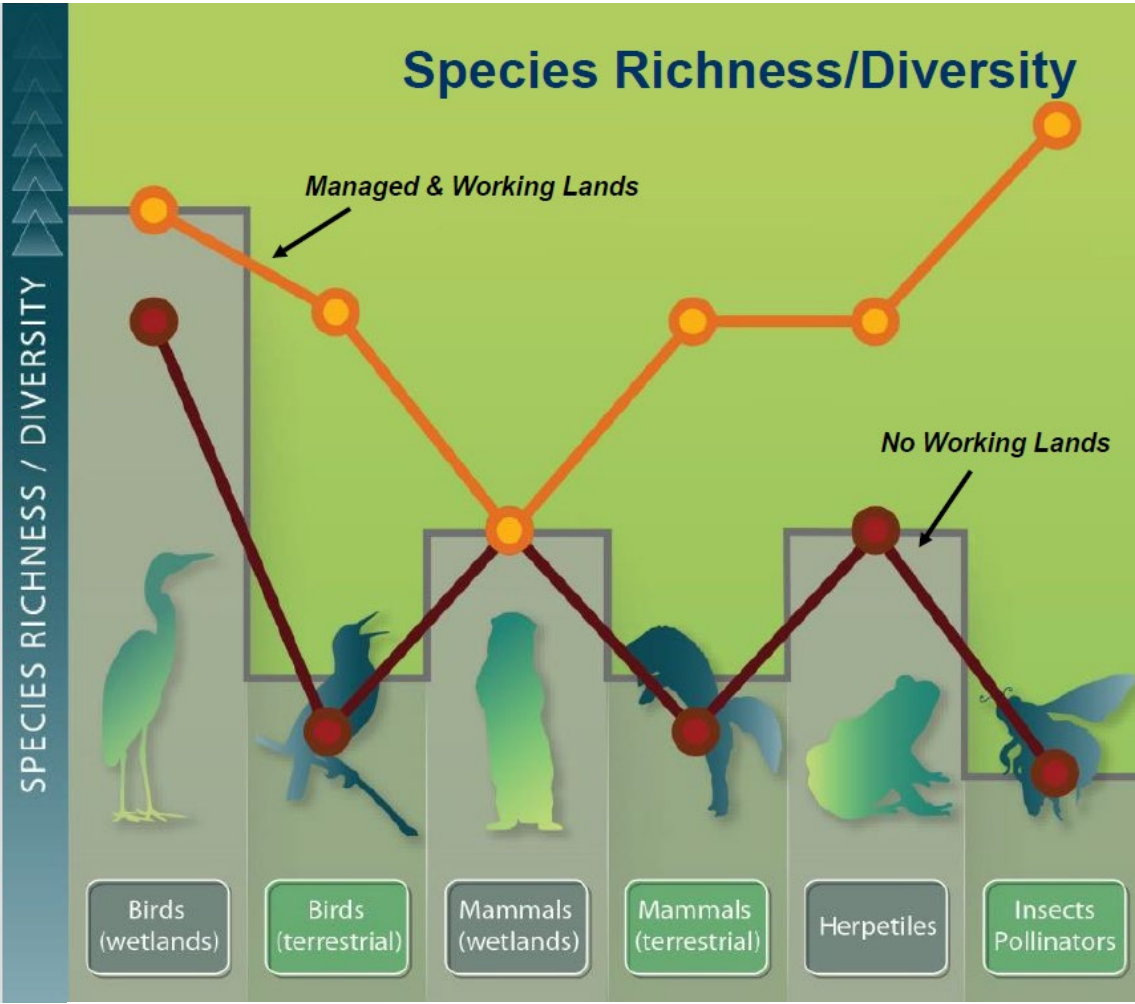 Species Richness/Diversity
Managed & Working Lands
No Working Lands
SPECIES RICHNESS / DIVERSITY
Birds
(wetlands)
Birds
(terrestrial)
Mammals
(wetlands)
Mammals
(terrestrial)
Herpetiles
Insects
Pollinators